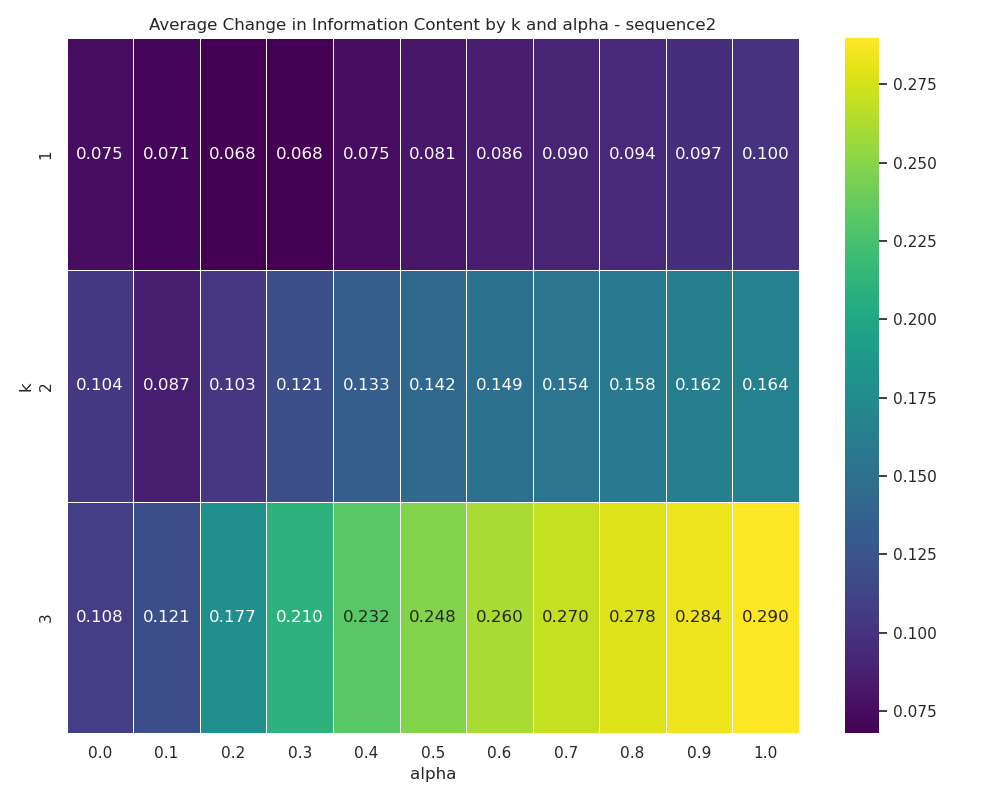 Average Change in Information Content by k and alpha - sequence2
k
1
0.075 0.071 0.068 0.068 0.075 0.081 0.086 0.090 0.094 0.097 0.100
2
0.104 0.087 0.103 0.121 0.133 0.142 0.149 0.154 0.158 0.162 0.164
3
0.108 0.121 0.177 0.210 0.232 0.248 0.260 0.270 0.278 0.284 0.290
0.0 0.1 0.2 0.3 0.4 0.5 0.6 0.7 0.8 0.9 1.0
alpha
0.275
0.250
0.225
0.200
0.175
0.150
0.125
0.100
0.075